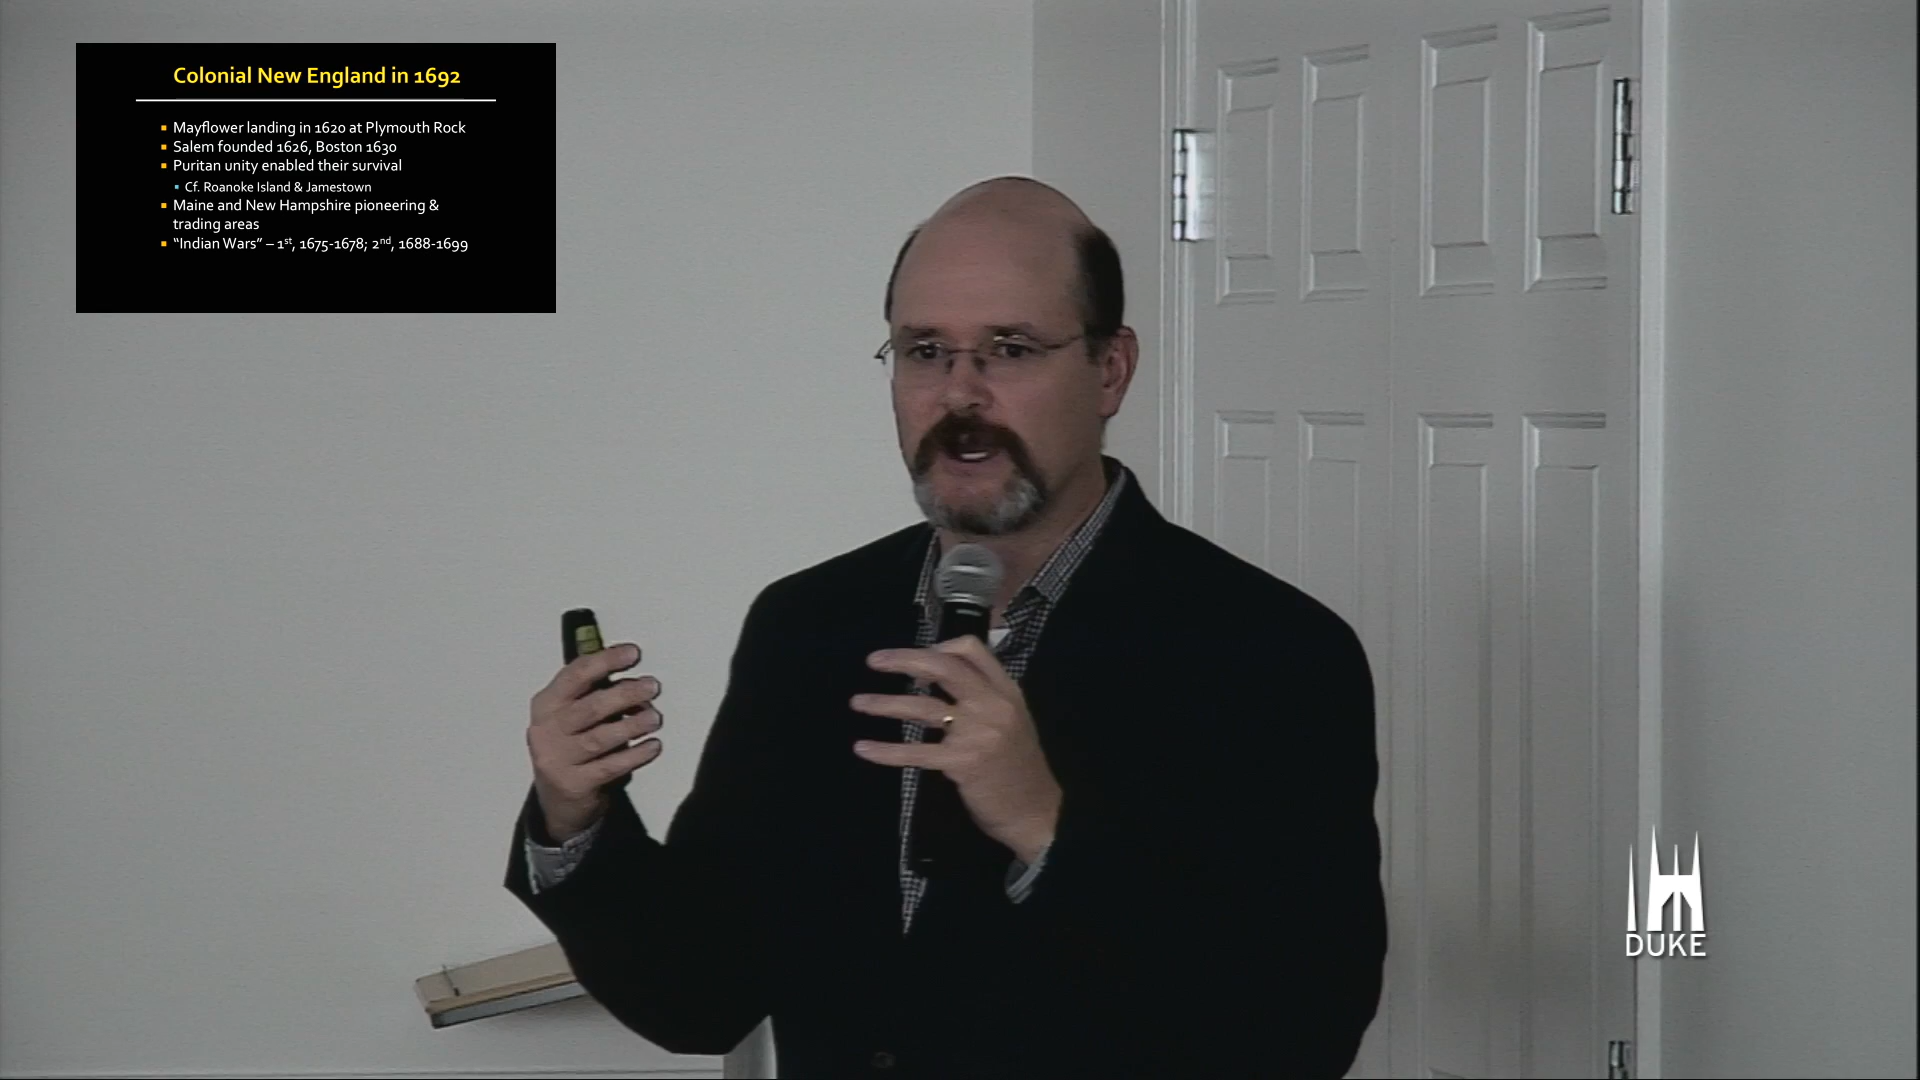 Colonial New England in 1692
Mayflower landing in 1620 at Plymouth Rock
Salem founded 1626, Boston 1630
Puritan unity enabled their survival
Cf. Roanoke Island & Jamestown
Maine and New Hampshire pioneering &
trading areas
“Indian Wars” – 1st, 1675-1678; 2nd, 1688-1699
DUKE